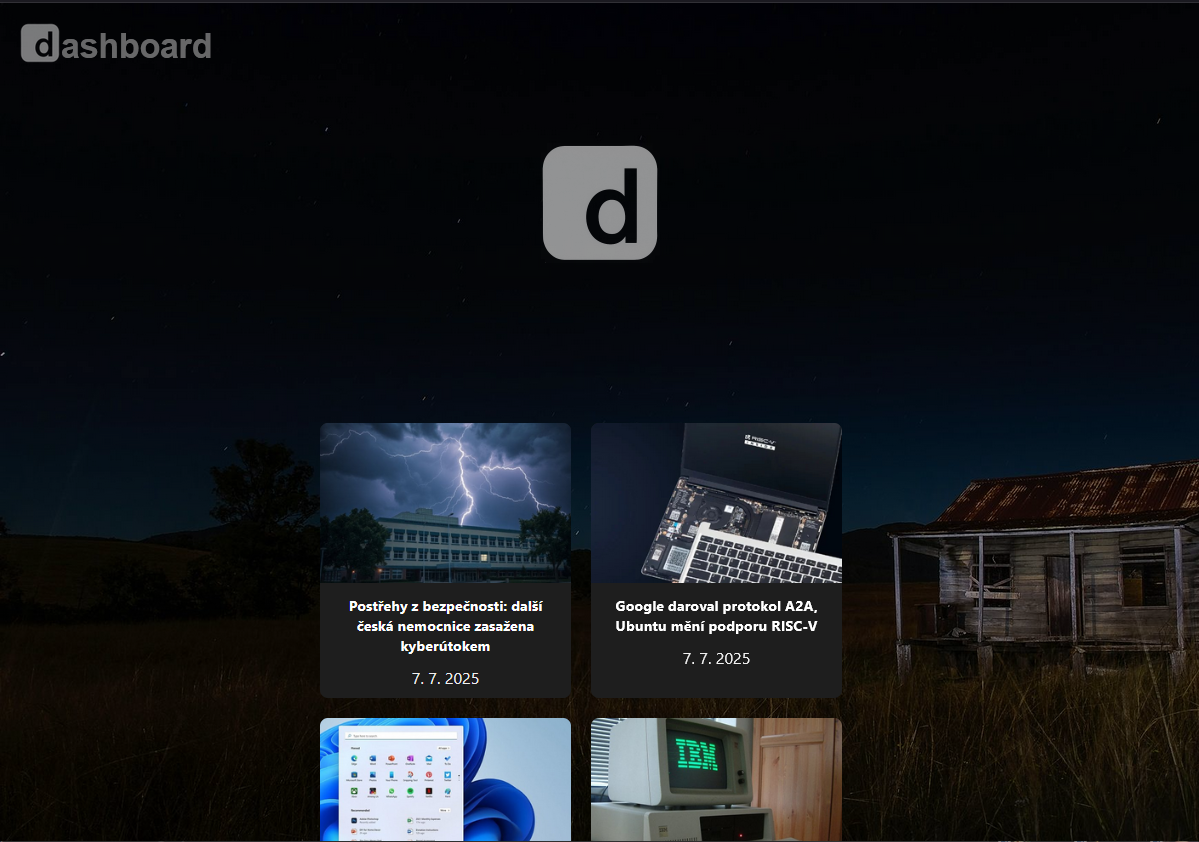 dashboard
d
RISC-V
Postřehy z bezpečnosti: další
česká nemocnice zasažena
kyberútokem
7. 7. 2025
Google daroval protokol A2A,
Ubuntu mění podporu RISC-V
7. 7. 2025
IBM